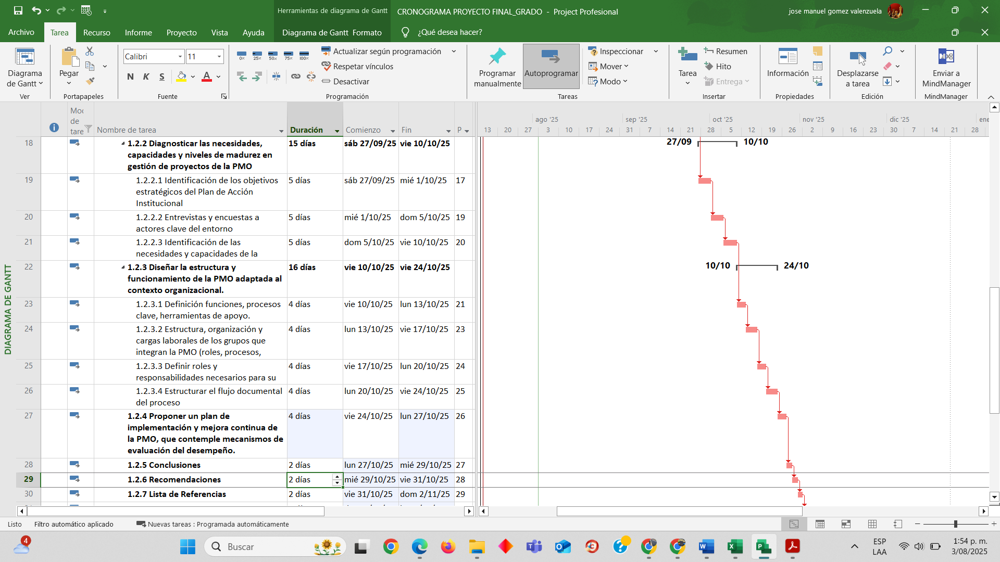 Herramientas de diagrama de Gantt
CRONOGRAMA PROYECTO FINAL_GRADO - Project Profesional
jose manuel gomez valenzuela
Archivo Tarea Recurso Informe Proyecto Vista Ayuda Diagrama de Gantt Formato ¿Qué desea hacer?
Diagrama de Gantt
Ver
Pegar
Portapapeles
Calibri 11
N K S A
Fuente
0% 25% 50% 75% 100%
Actualizar según programación
Respetar vínculos
Desactivar
Programación
Programar manualmente
Autoprogramar
Inspeccionar
Mover
Modo
Tareas
Tarea
Resumen
Hito
Entrega
Insertar
Información
Propiedades
Desplazarse a tarea
Edición
Enviar a MindManager
MindManager
de tarea Nombre de tarea Duración Comienzo Fin P
ago '25 sep '25 oct '25 nov '25 dic '25
13 20 27 3 10 17 24 31 7 14 21 28 5 12 19 26 2 9 16 23 30 7 14 21 28
DIAGRAMA DE GANTT
18 1.2.2 Diagnosticar las necesidades, 15 días sáb 27/09/25 vie 10/10/25
capacidades y niveles de madurez en
gestión de proyectos de la PMO
27/09 10/10
19 1.2.2.1 Identificación de los objetivos 5 días sáb 27/09/25 mié 1/10/25 17
estratégicos del Plan de Acción
Institucional
20 1.2.2.2 Entrevistas y encuestas a 5 días mié 1/10/25 dom 5/10/25 19
actores clave del entorno
21 1.2.2.3 Identificación de las 5 días dom 5/10/25 vie 10/10/25 20
necesidades y capacidades de la
22 1.2.3 Diseñar la estructura y 16 días vie 10/10/25 vie 24/10/25
funcionamiento de la PMO adaptada al
contexto organizacional.
10/10 24/10
23 1.2.3.1 Definición funciones, procesos 4 días vie 10/10/25 lun 13/10/25 21
clave, herramientas de apoyo.
24 1.2.3.2 Estructura, organización y 4 días lun 13/10/25 vie 17/10/25 23
cargas laborales de los grupos que
integran la PMO (roles, procesos,
25 1.2.3.3 Definir roles y 4 días vie 17/10/25 lun 20/10/25 24
responsabilidades necesarios para su
26 1.2.3.4 Estructurar el flujo documental 4 días lun 20/10/25 vie 24/10/25 25
del proceso
27 1.2.4 Proponer un plan de 4 días vie 24/10/25 lun 27/10/25 26
implementación y mejora continua de
la PMO, que contemple mecanismos de
evaluación del desempeño.
28 1.2.5 Conclusiones 2 días lun 27/10/25 mié 29/10/25 27
29 1.2.6 Recomendaciones 2 días mié 29/10/25 vie 31/10/25 28
30 1.2.7 Lista de Referencias 2 días vie 31/10/25 dom 2/11/25 29
Listo Filtro automático aplicado Nuevas tareas : Programada automáticamente
4
Buscar
ESP
LAA
1:54 p. m.
3/08/2025